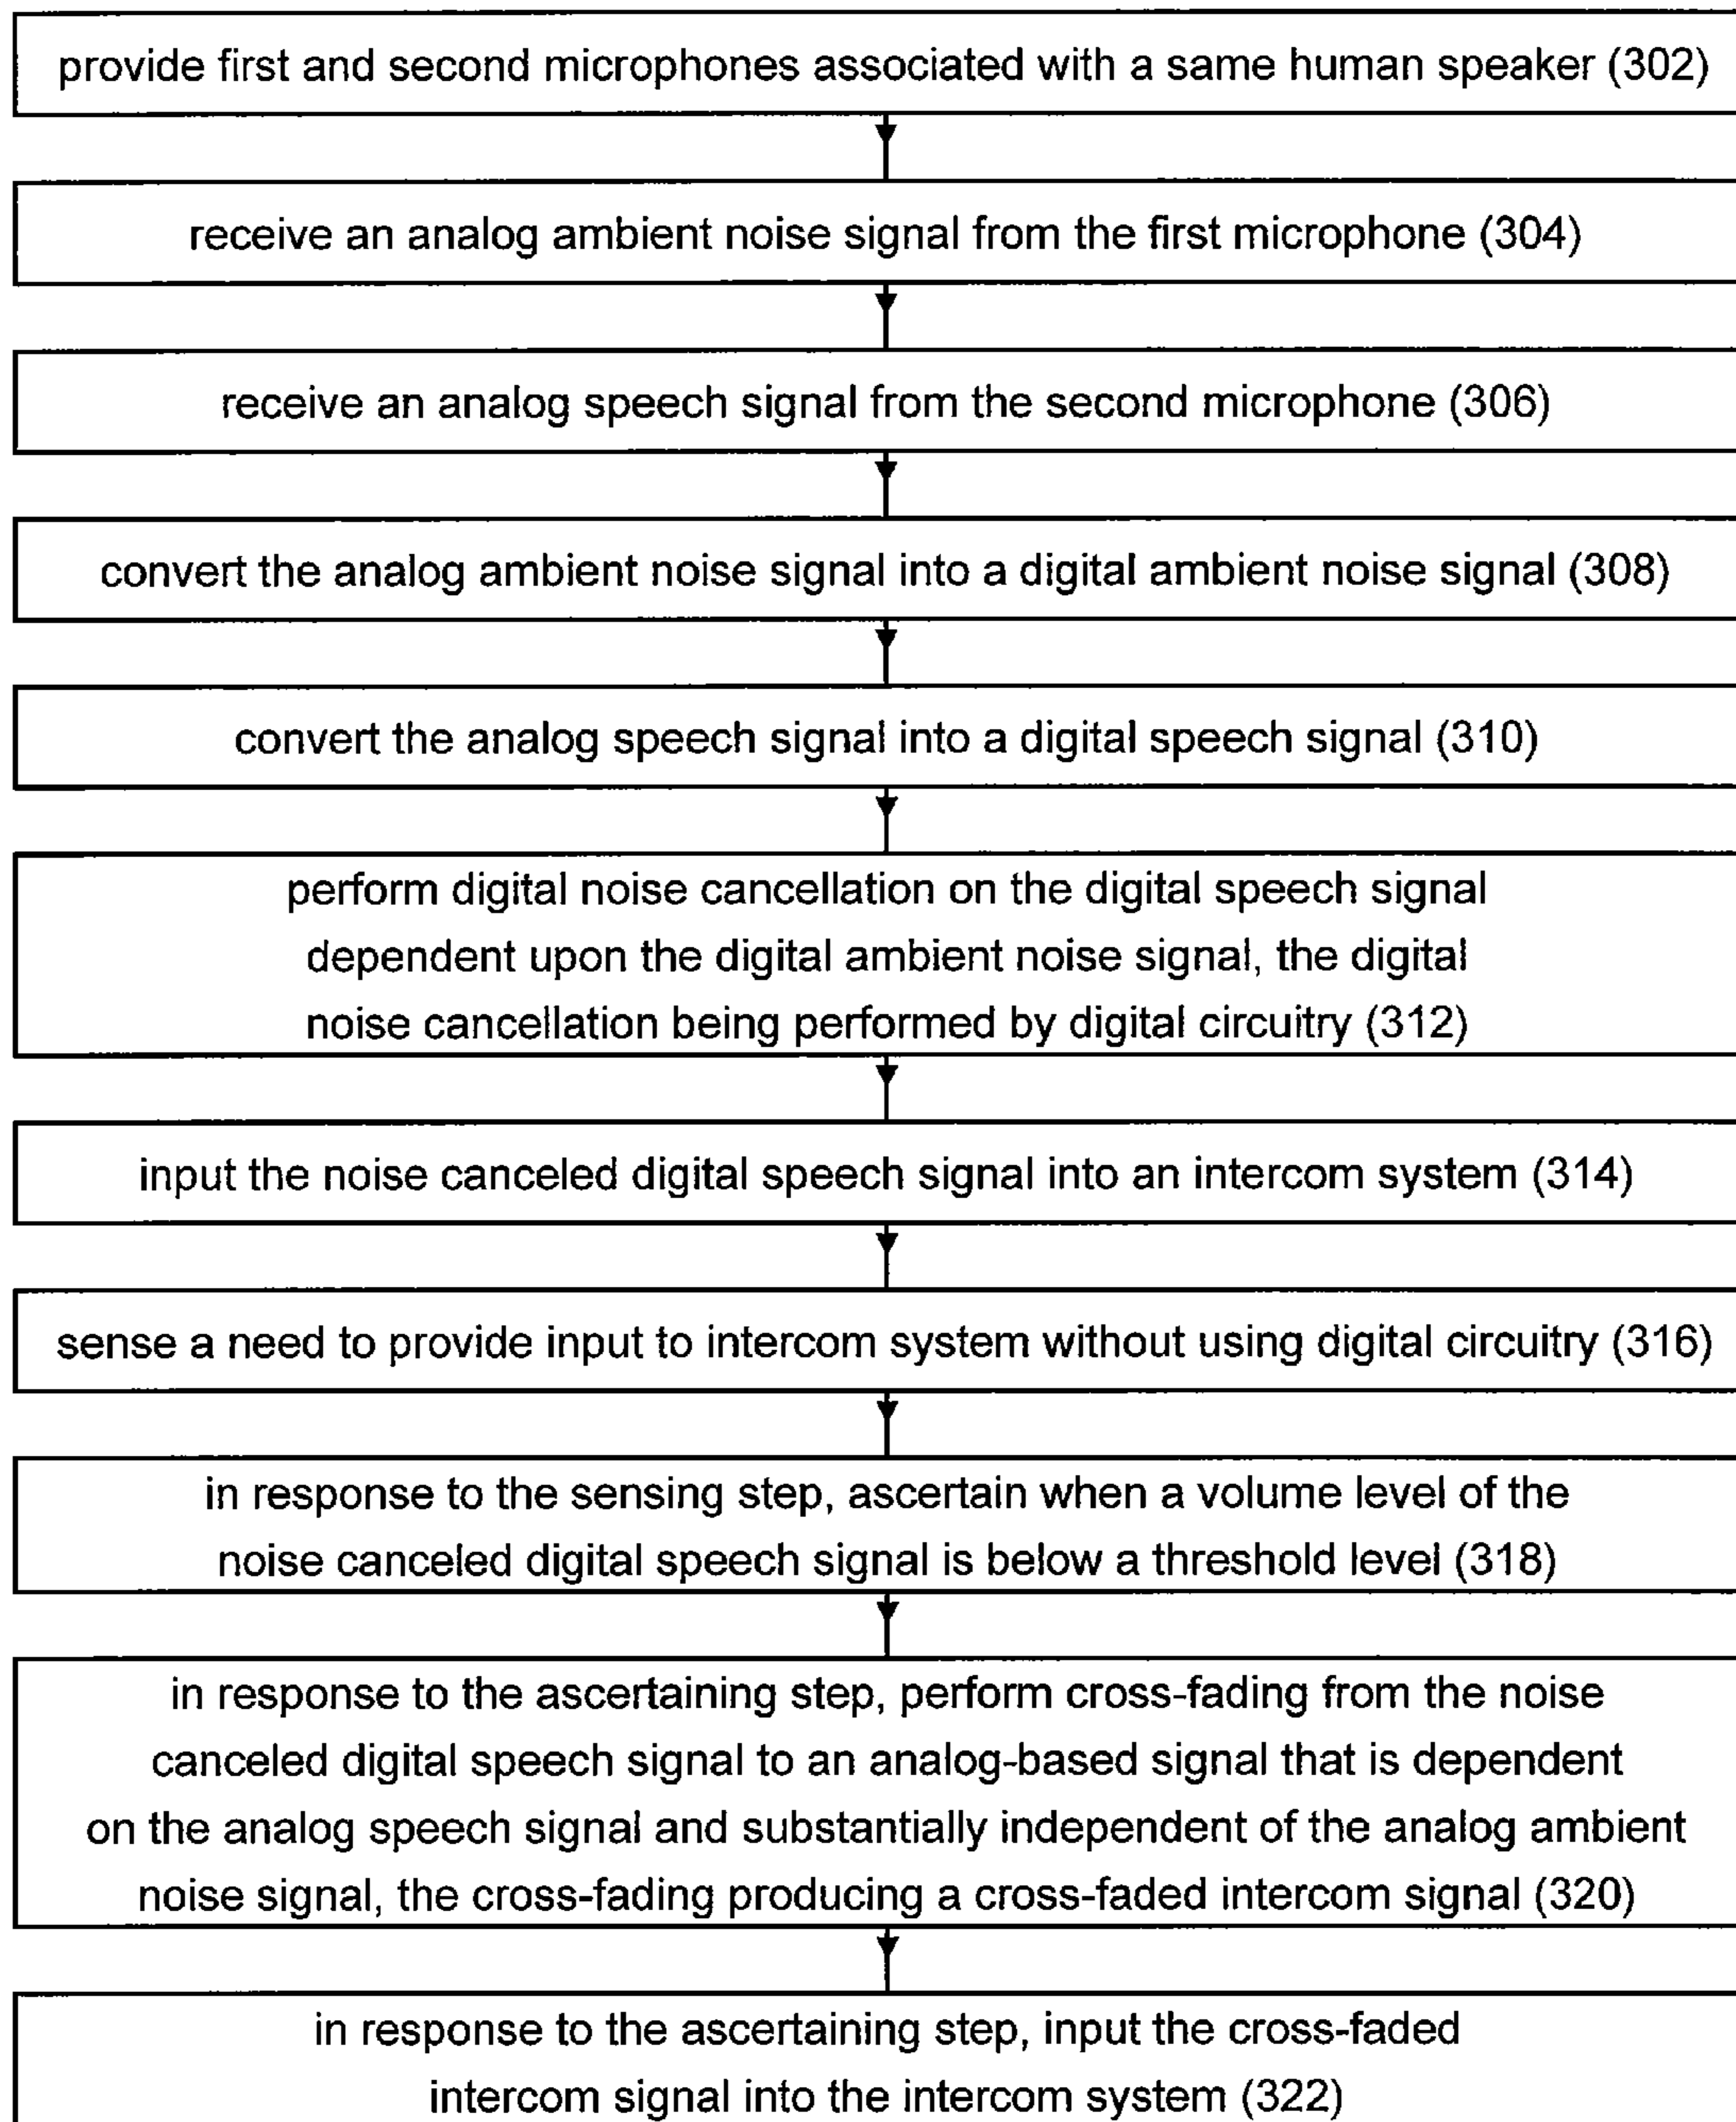 provide first and second microphones associated with a same human speaker (302)
receive an analog ambient noise signal from the first microphone (304)
receive an analog speech signal from the second microphone (306)
convert the analog ambient noise signal into a digital ambient noise signal (308)
convert the analog speech signal into a digital speech signal (310)
perform digital noise cancellation on the digital speech signal
dependent upon the digital ambient noise signal, the digital
noise cancellation being performed by digital circuitry (312)
input the noise canceled digital speech signal into an intercom system (314)
sense a need to provide input to intercom system without using digital circuitry (316)
in response to the sensing step, ascertain when a volume level of the
noise canceled digital speech signal is below a threshold level (318)
in response to the ascertaining step, perform cross-fading from the noise
canceled digital speech signal to an analog-based signal that is dependent
on the analog speech signal and substantially independent of the analog ambient
noise signal, the cross-fading producing a cross-faded intercom signal (320)
in response to the ascertaining step, input the cross-faded
intercom signal into the intercom system (322)